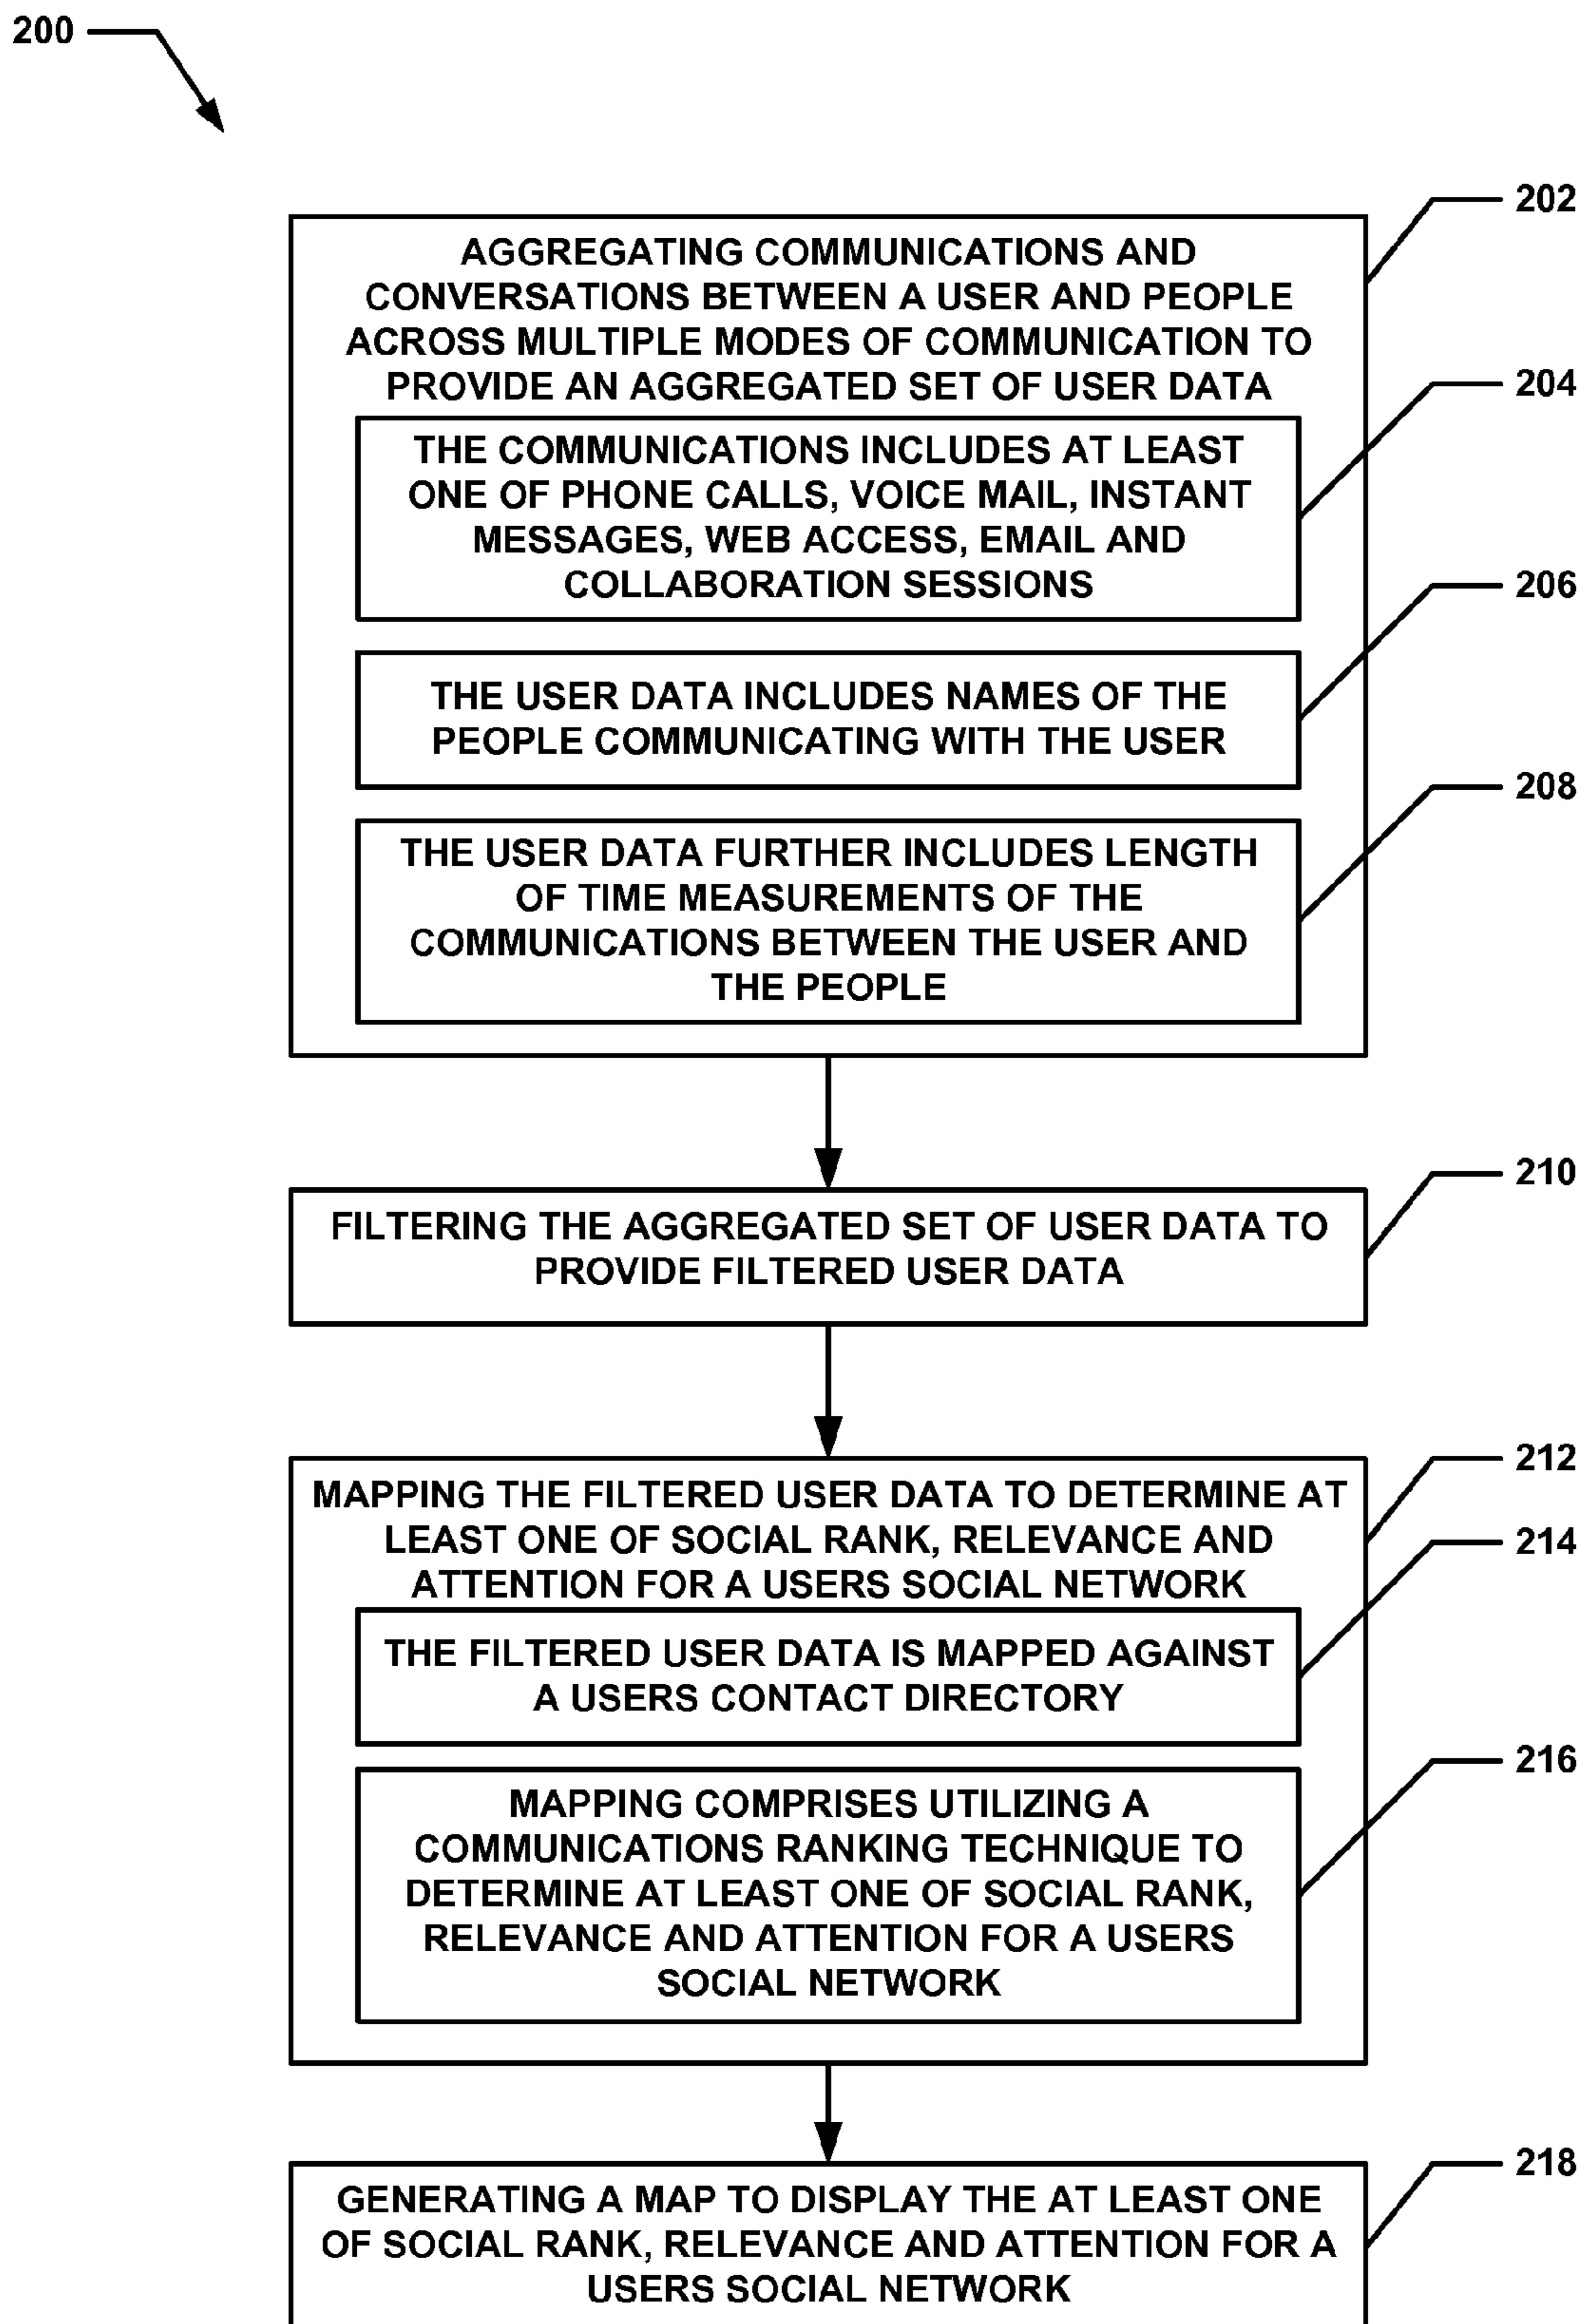 200
202
AGGREGATING COMMUNICATIONS AND
CONVERSATIONS BETWEEN A USER AND PEOPLE
ACROSS MULTIPLE MODES OF COMMUNICATION TO
PROVIDE AN AGGREGATED SET OF USER DATA
204
THE COMMUNICATIONS INCLUDES AT LEAST
ONE OF PHONE CALLS, VOICE MAIL, INSTANT
MESSAGES, WEB ACCESS, EMAIL AND
COLLABORATION SESSIONS
206
THE USER DATA INCLUDES NAMES OF THE
PEOPLE COMMUNICATING WITH THE USER
208
THE USER DATA FURTHER INCLUDES LENGTH
OF TIME MEASUREMENTS OF THE
COMMUNICATIONS BETWEEN THE USER AND
THE PEOPLE
210
FILTERING THE AGGREGATED SET OF USER DATA TO
PROVIDE FILTERED USER DATA
212
MAPPING THE FILTERED USER DATA TO DETERMINE AT
LEAST ONE OF SOCIAL RANK, RELEVANCE AND
ATTENTION FOR A USERS SOCIAL NETWORK
214
THE FILTERED USER DATA IS MAPPED AGAINST
A USERS CONTACT DIRECTORY
216
MAPPING COMPRISES UTILIZING A
COMMUNICATIONS RANKING TECHNIQUE TO
DETERMINE AT LEAST ONE OF SOCIAL RANK,
RELEVANCE AND ATTENTION FOR A USERS
SOCIAL NETWORK
218
GENERATING A MAP TO DISPLAY THE AT LEAST ONE
OF SOCIAL RANK, RELEVANCE AND ATTENTION FOR A
USERS SOCIAL NETWORK